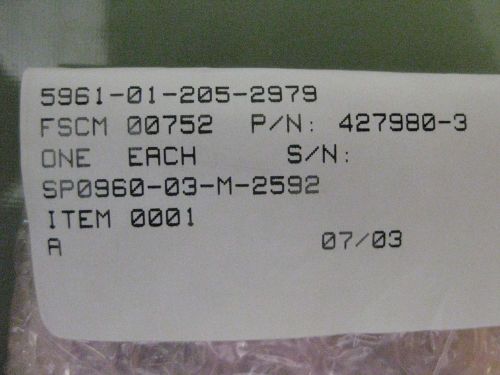 5961-01-205-2979
FSCM 00752 P/N: 427980-3
ONE EACH S/N:
SP0960-03-M-2592
ITEM 0001
A 07/03